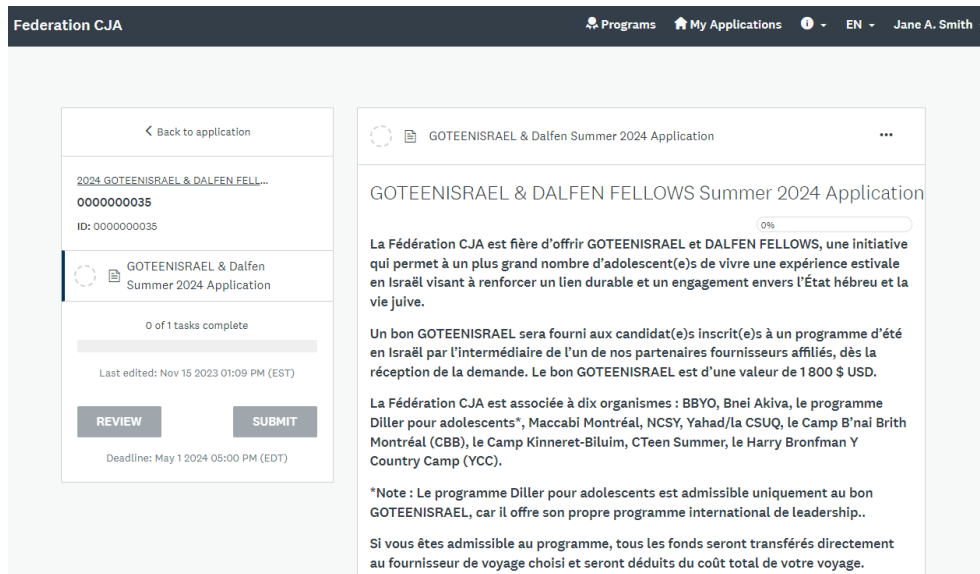 Federation CJA
Programs
My Applications
EN
Jane A. Smith
Back to application
2024 GOTEENISRAEL & DALFEN FELL...
0000000035
ID: 0000000035
GOTEENISRAEL & Dalfen
Summer 2024 Application
0 of 1 tasks complete
Last edited: Nov 15 2023 01:09 PM (EST)
REVIEW
SUBMIT
Deadline: May 1 2024 05:00 PM (EDT)
GOTEENISRAEL & Dalfen Summer 2024 Application
...
GOTEENISRAEL & DALFEN FELLOWS Summer 2024 Application
0%
La Fédération CJA est fière d'offrir GOTEENISRAEL et DALFEN FELLOWS, une initiative
qui permet à un plus grand nombre d'adolescent(e)s de vivre une expérience estivale
en Israël visant à renforcer un lien durable et un engagement envers l'État hébreu et la
vie juive.
Un bon GOTEENISRAEL sera fourni aux candidat(e)s inscrit(e)s à un programme d'été
en Israël par l'intermédiaire de l'un de nos partenaires fournisseurs affiliés, dès la
réception de la demande. Le bon GOTEENISRAEL est d'une valeur de 1 800 $ USD.
La Fédération CJA est associée à dix organismes : BBYO, Bnei Akiva, le programme
Diller pour adolescents*, Maccabi Montréal, NCSY, Yahad/la CSUQ, le Camp B'nai Brith
Montréal (CBB), le Camp Kinneret-Biluim, CTeen Summer, le Harry Bronfman Y
Country Camp (YCC).
*Note : Le programme Diller pour adolescents est admissible uniquement au bon
GOTEENISRAEL, car il offre son propre programme international de leadership..
Si vous êtes admissible au programme, tous les fonds seront transférés directement
au fournisseur de voyage choisi et seront déduits du coût total de votre voyage.